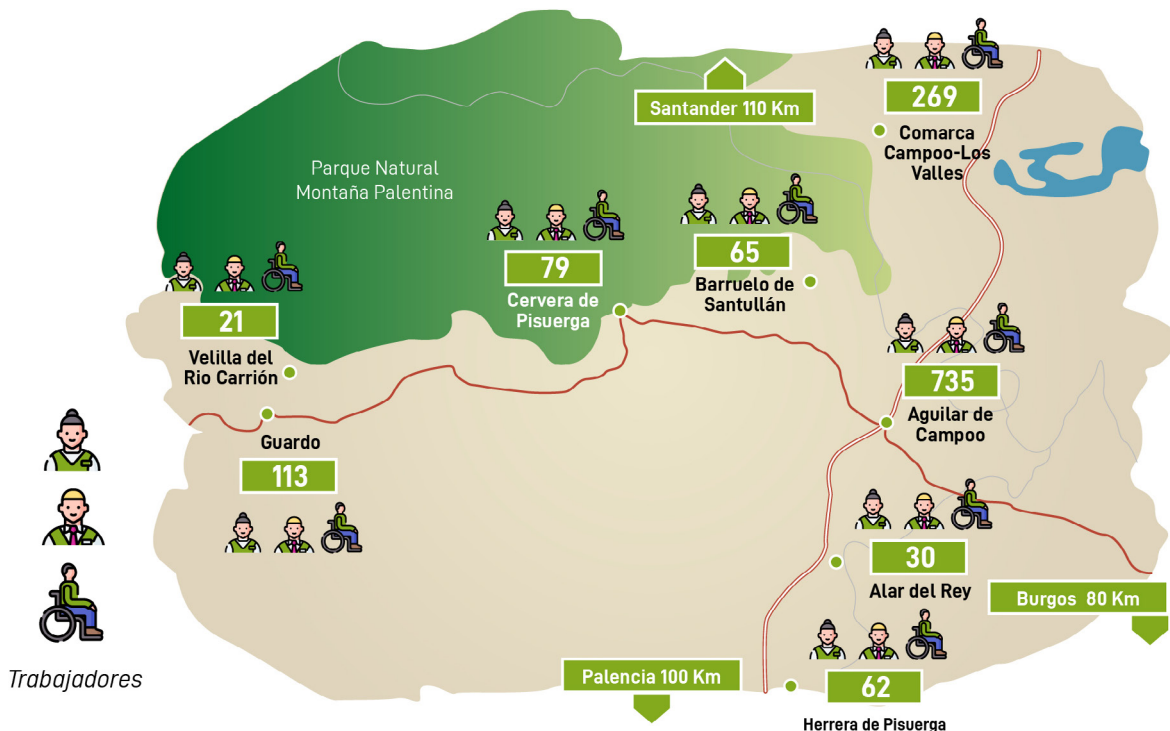 269
Santander 110 Km
Comarca
Campoo-Los
Valles
Parque Natural
Montaña Palentina
65
79
Barruelo de
Santullán
Cervera de
Pisuerga
21
Velilla del
Rio Carrión
735
Aguilar de
Campoo
Guardo
113
30
Alar del Rey
Burgos 80 Km
Trabajadores
Palencia 100 Km
62
Herrera de Pisuerga